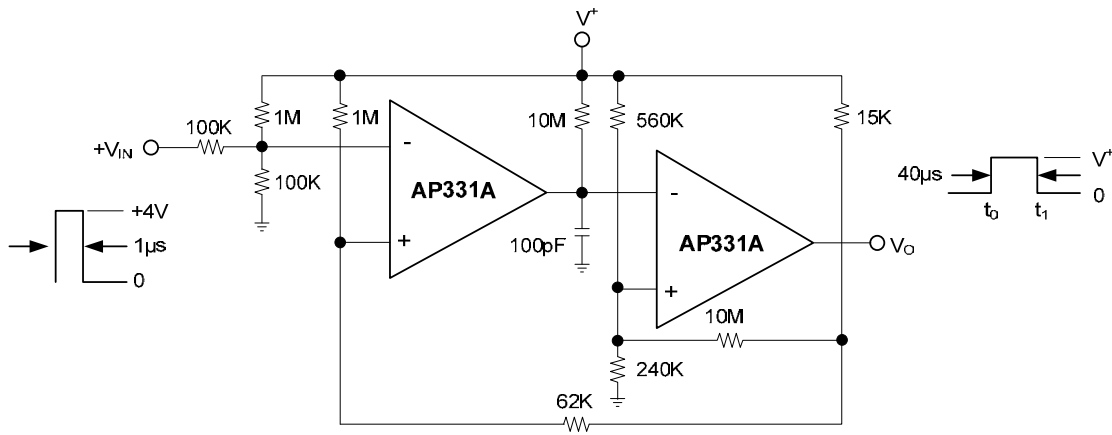 V+
1M
1M
10M
560K
15K
100K
+VIN
-
100K
AP331A
+
-
AP331A
+
100pF
VO
+4V
1µs
0
40µs
V+
0
t0
t1
10M
240K
62K